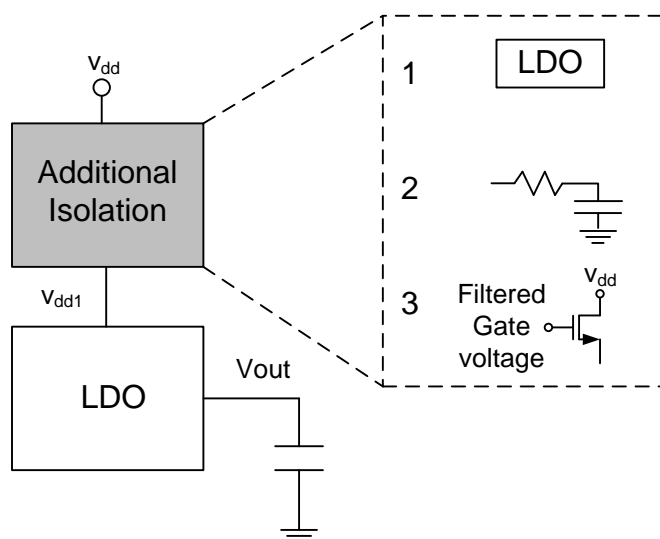 vdd
Additional
Isolation
vdd1
LDO
Vout
1
LDO
2
3
vdd
Filtered
Gate
voltage